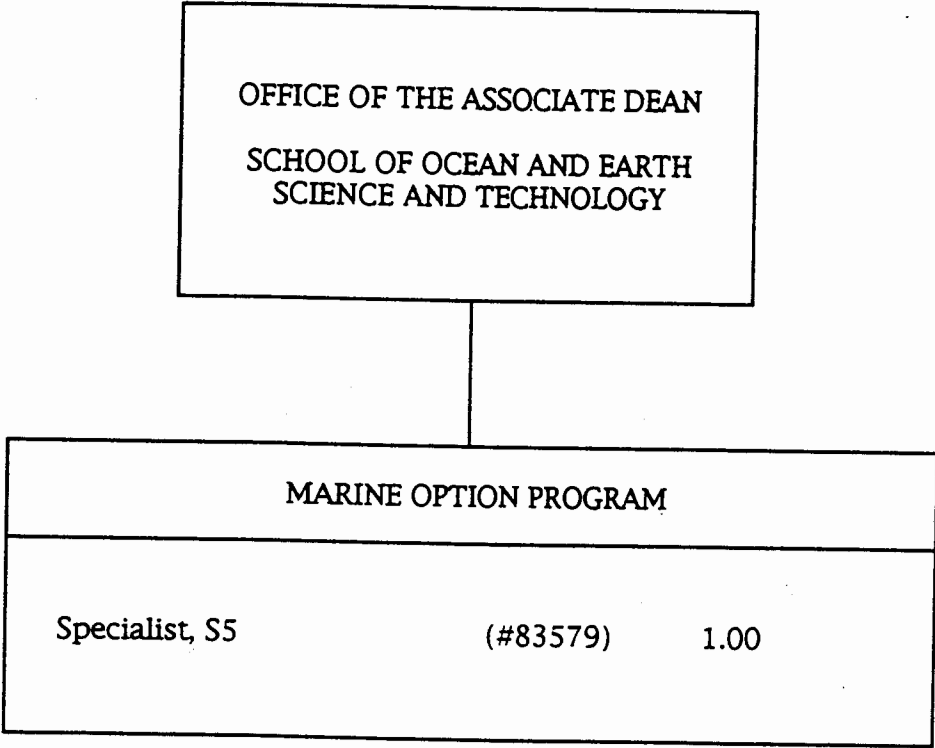 OFFICE OF THE ASSOCIATE DEAN
SCHOOL OF OCEAN AND EARTH
SCIENCE AND TECHNOLOGY
MARINE OPTION PROGRAM
Specialist, S5 (#83579) 1.00